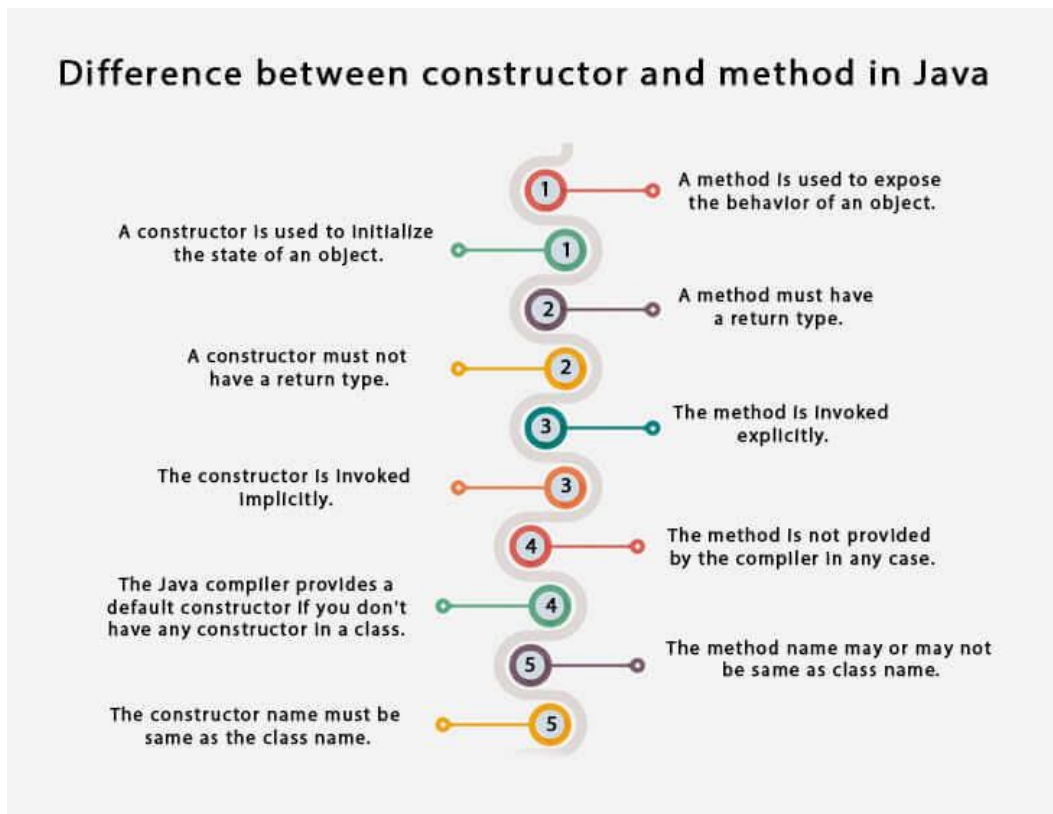 Difference between constructor and method in Java
1
A method is used to expose
the behavior of an object.
A constructor is used to initialize
the state of an object.
1
2
A method must have
a return type.
A constructor must not
have a return type.
2
3
The method is invoked
explicitly.
The constructor is invoked
implicitly.
3
4
The method is not provided
by the compiler in any case.
The Java compiler provides a
default constructor if you don't
have any constructor in a class.
4
5
The method name may or may not
be same as class name.
The constructor name must be
same as the class name.
5